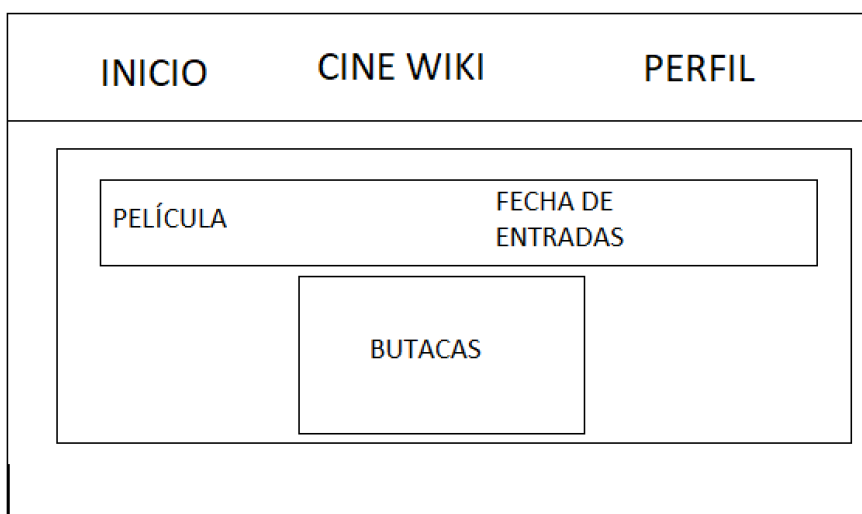 INICIO CINE WIKI PERFIL
PELÍCULA
FECHA DE
ENTRADAS
BUTACAS